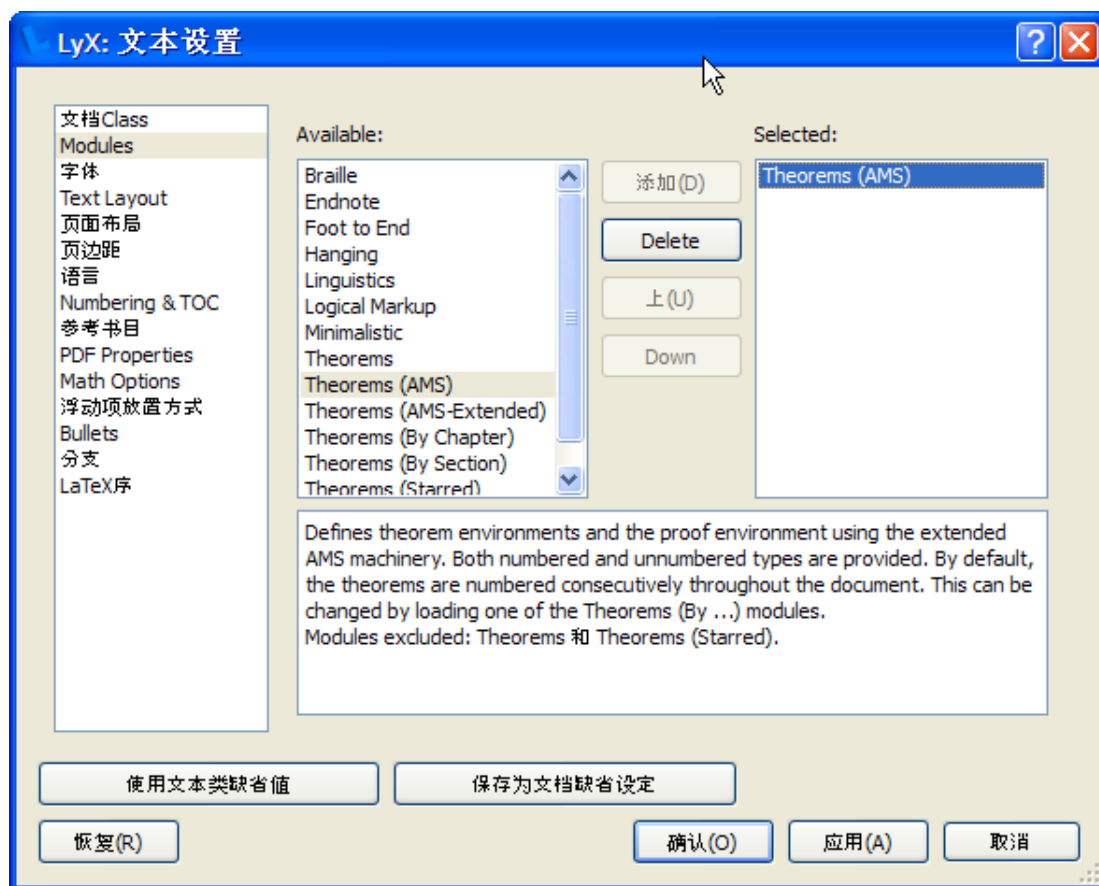 LyX: 文本设置
文档Class
Modules
字体
Text Layout
页面布局
页边距
语言
Numbering & TOC
参考书目
PDF Properties
Math Options
浮动项放置方式
Bullets
分支
LaTeX序
Available:
Braille
Endnote
Foot to End
Hanging
Linguistics
Logical Markup
Minimalistic
Theorems
Theorems (AMS)
Theorems (AMS-Extended)
Theorems (By Chapter)
Theorems (By Section)
Theorems (Starred)
添加(D)
Delete
上(U)
Down
Selected:
Theorems (AMS)
Defines theorem environments and the proof environment using the extended
AMS machinery. Both numbered and unnumbered types are provided. By default,
the theorems are numbered consecutively throughout the document. This can be
changed by loading one of the Theorems (By ...) modules.
Modules excluded: Theorems 和 Theorems (Starred).
使用文本类缺省值
保存为文档缺省设定
恢复(R)
确认(O)
应用(A)
取消